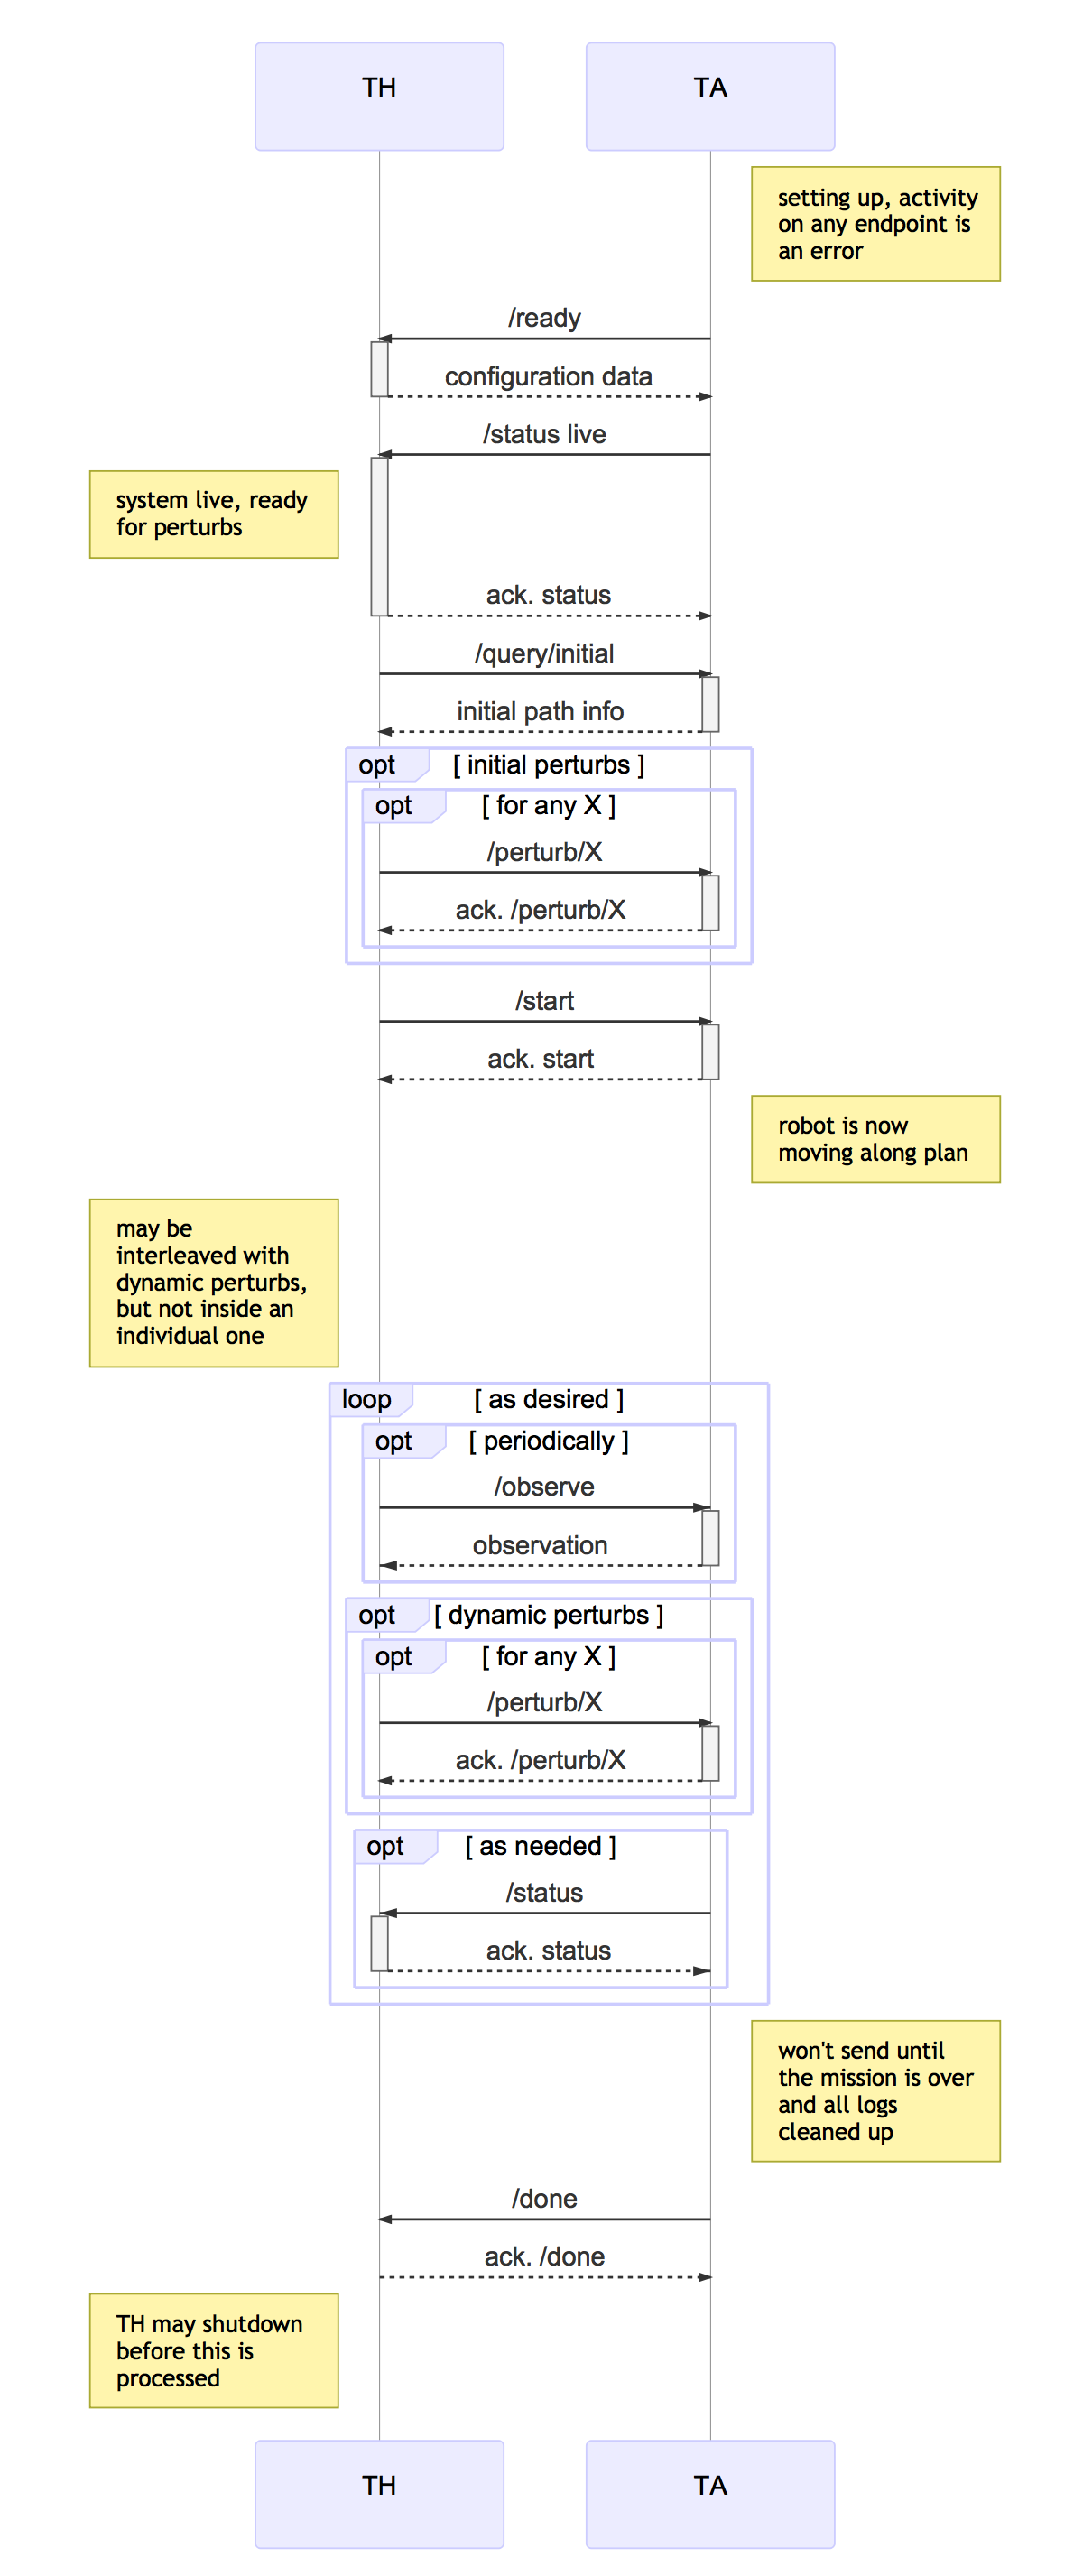 TH
TA
setting up, activity
on any endpoint is
an error
/ready
configuration data
/status live
system live, ready
for perturbs
ack. status
/query/initial
initial path info
opt
[ initial perturbs ]
opt
[ for any X ]
/perturb/X
ack. /perturb/X
/start
ack. start
robot is now
moving along plan
may be
interleaved with
dynamic perturbs,
but not inside an
individual one
loop
[ as desired ]
opt
[ periodically ]
/observe
observation
opt
[ dynamic perturbs ]
opt
[ for any X ]
/perturb/X
ack. /perturb/X
opt
[ as needed ]
/status
ack. status
won't send until
the mission is over
and all logs
cleaned up
/done
ack. /done
TH may shutdown
before this is
processed
TH
TA